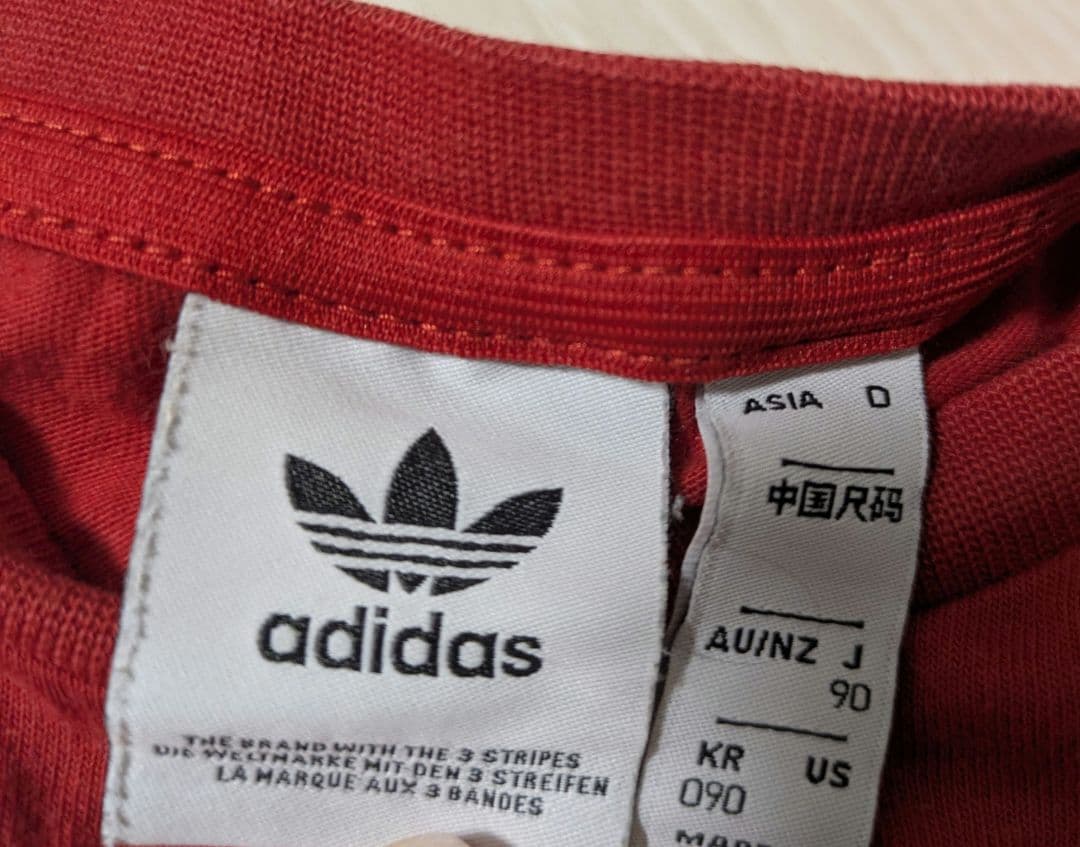 adidas
THE BRAND WITH THE 3 STRIPES
DIE WELTMARKE MIT DEN 3 STREIFEN
LA MARQUE AUX 3 BANDES
ASIA D
中国尺码
AU/NZ J
90
KR US
090